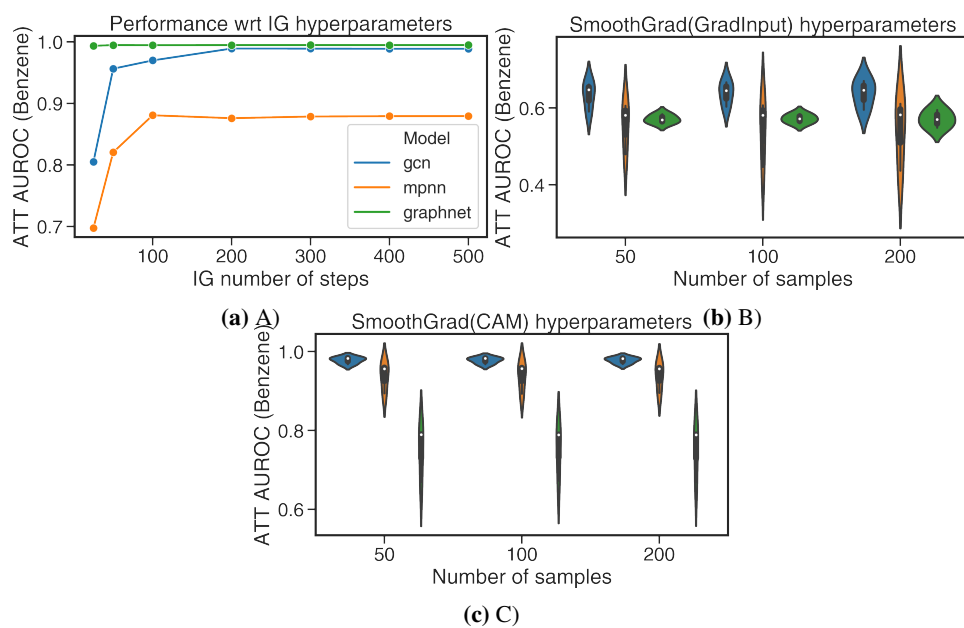 Performance wrt IG hyperparameters
ATT AUROC (Benzene)
1.0
0.9
0.8
0.7
Model
gcn
mpnn
graphnet
100
200
300
400
500
IG number of steps
(a) A)
SmoothGrad(GradInput) hyperparameters
ATT AUROC (Benzene)
0.6
0.4
50
100
200
Number of samples
(b) B)
SmoothGrad(CAM) hyperparameters
ATT AUROC (Benzene)
1.0
0.8
0.6
50
100
200
Number of samples
(c) C)